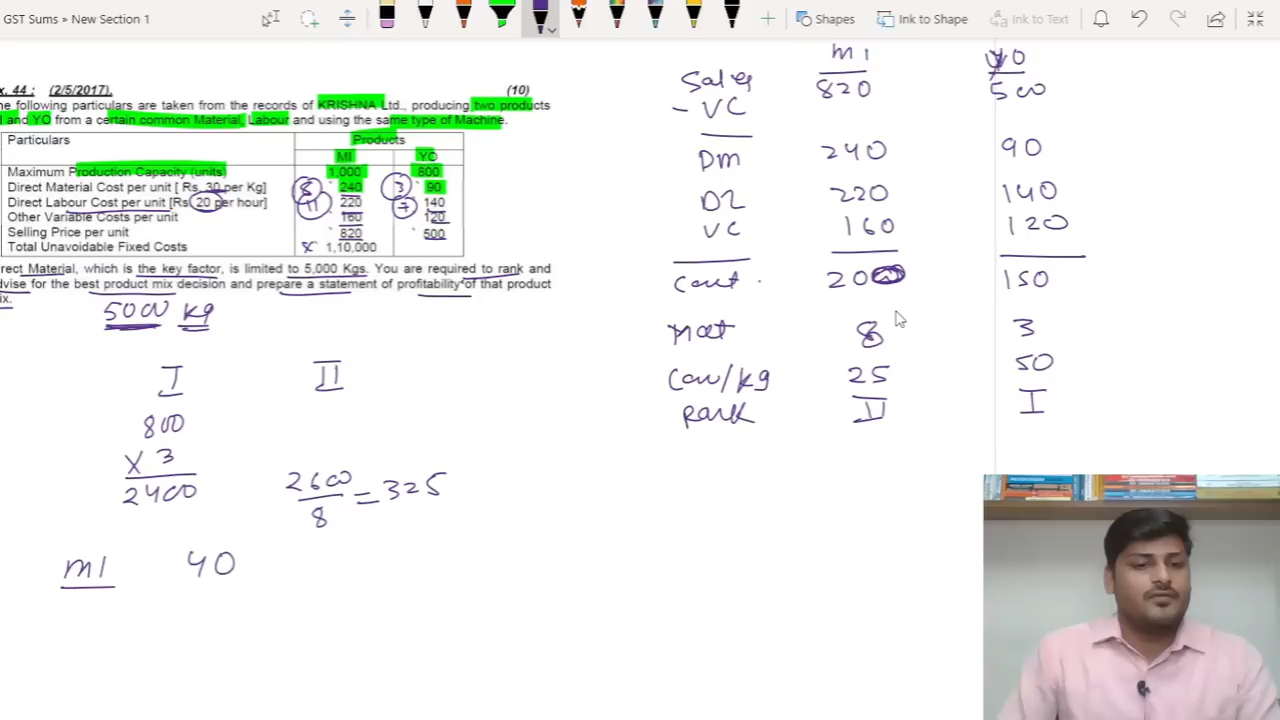 GST Sums » New Section 1
Shapes
Ink to Shape
Ink to Text
x. 44 : (2/5/2017). (10)
he following particulars are taken from the records of KRISHNA Ltd., producing two products
I and YO from a certain common Material, Labour and using the same type of Machine.
Particulars Products
MI YO
Maximum Production Capacity (units) 1,000 800
Direct Material Cost per unit [ Rs. 30 per Kg] 8 240 3 90
Direct Labour Cost per unit [Rs 20 per hour] 11 220 7 140
Other Variable Costs per unit 160 120
Selling Price per unit 820 500
Total Unavoidable Fixed Costs 1,10,000
rect Material, which is the key factor, is limited to 5,000 Kgs. You are required to rank and
dvise for the best product mix decision and prepare a statement of profitability of that product
ix.
5000 kg
I II
800
X 3
2400
2600
8
= 325
MI YO
MI YO
Sales 820 500
- VC
DM 240 90
DL 220 140
VC 160 120
Cont. 200 150
Mat 8 3
Con/kg 25 50
Rank II I